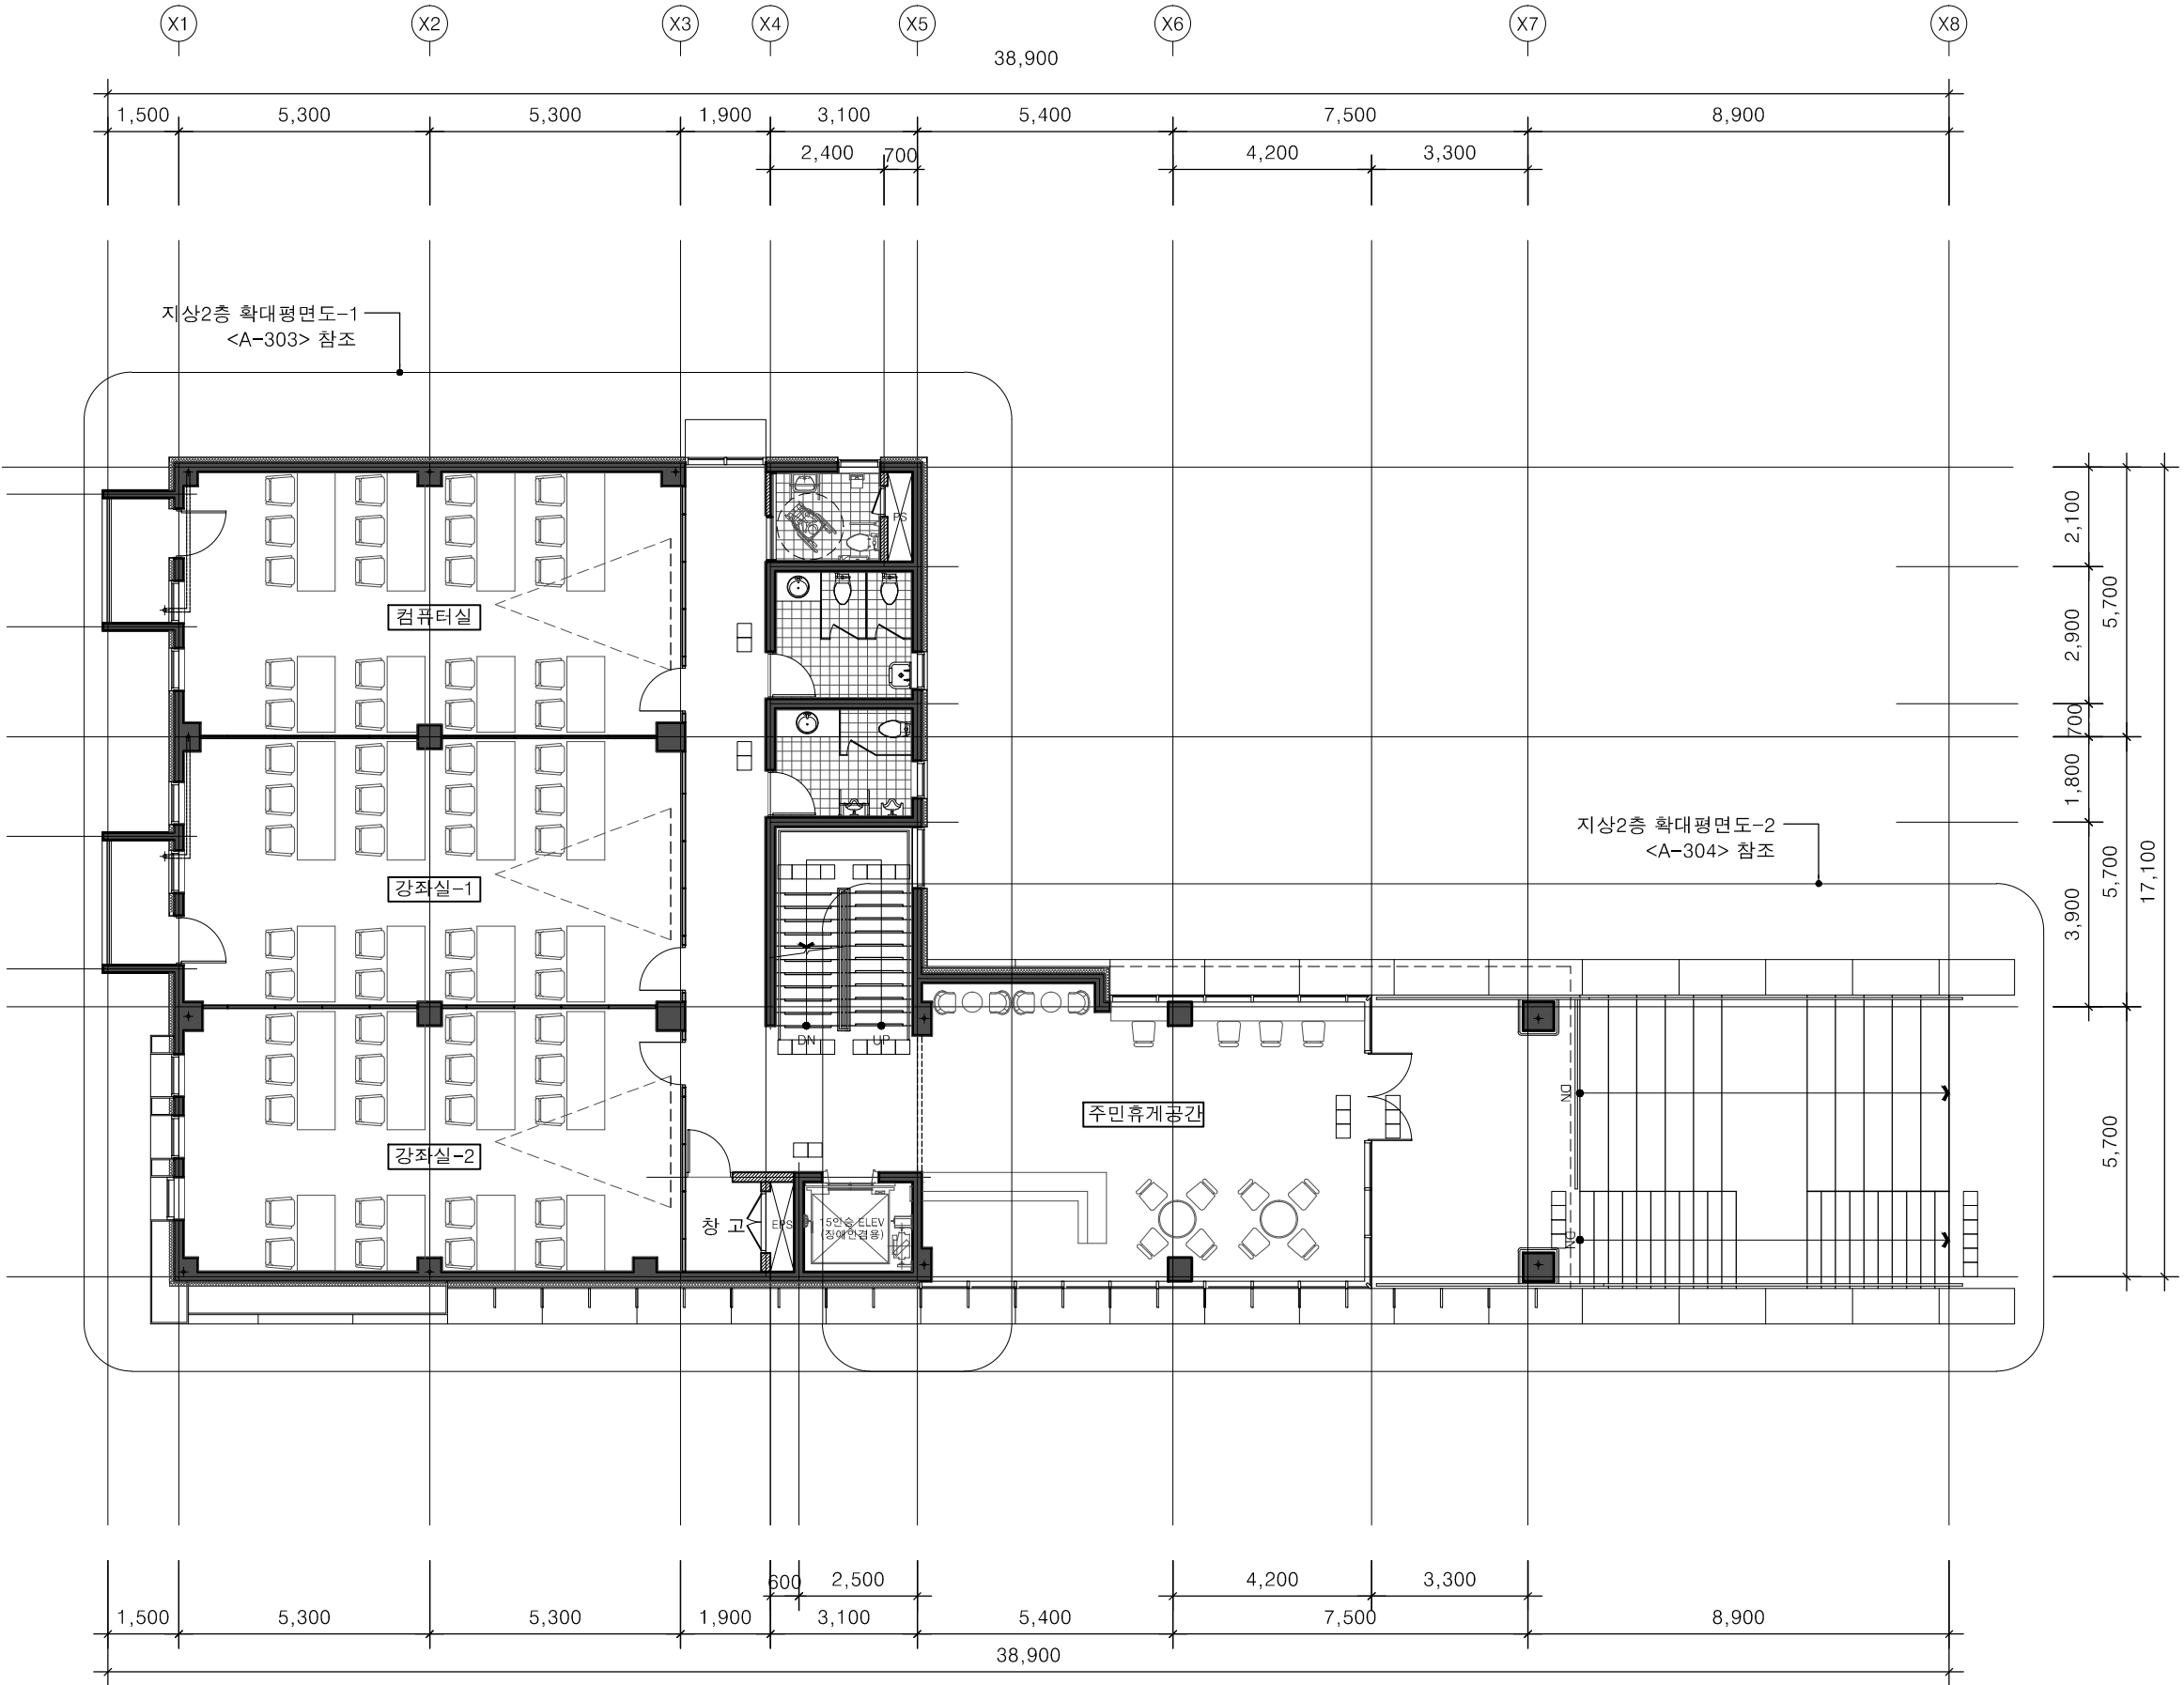 X1 X2 X3 X4 X5 X6 X7 X8
38,900
1,500 5,300 5,300 1,900 3,100 5,400 7,500 8,900
2,400 700 4,200 3,300
지상2층 확대평면도-1
<A-303> 참조
2,100
PS
5,700
컴퓨터실
2,900
700
1,800
지상2층 확대평면도-2
<A-304> 참조
강좌실-1
5,700
17,100
3,900
DN UP
DN
주민휴게공간
강좌실-2
5,700
창 고
EPS
15인승 ELEV
(장애인겸용)
DN
600 2,500 4,200 3,300
1,500 5,300 5,300 1,900 3,100 5,400 7,500 8,900
38,900